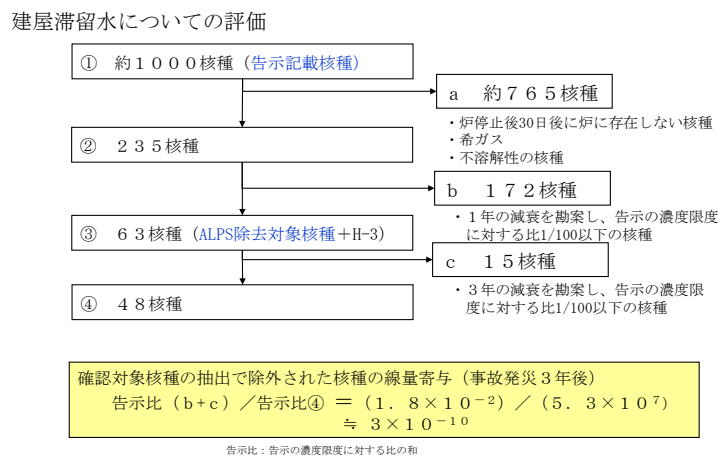 建屋滞留水についての評価
① 約１０００核種（告示記載核種）
a 約７６５核種
・炉停止後30日後に炉に存在しない核種
・希ガス
・不溶解性の核種
② ２３５核種
b １７２核種
・１年の減衰を勘案し、告示の濃度限度
に対する比1/100以下の核種
③ ６３核種（ALPS除去対象核種＋H-3）
c １５核種
・３年の減衰を勘案し、告示の濃度限
度に対する比1/100以下の核種
④ ４８核種
確認対象核種の抽出で除外された核種の線量寄与（事故発災３年後）
告示比（b+c）／告示比④ ＝（１．８×１０⁻²）／（５．３×１０⁷）
≒ ３×１０⁻¹⁰
告示比：告示の濃度限度に対する比の和